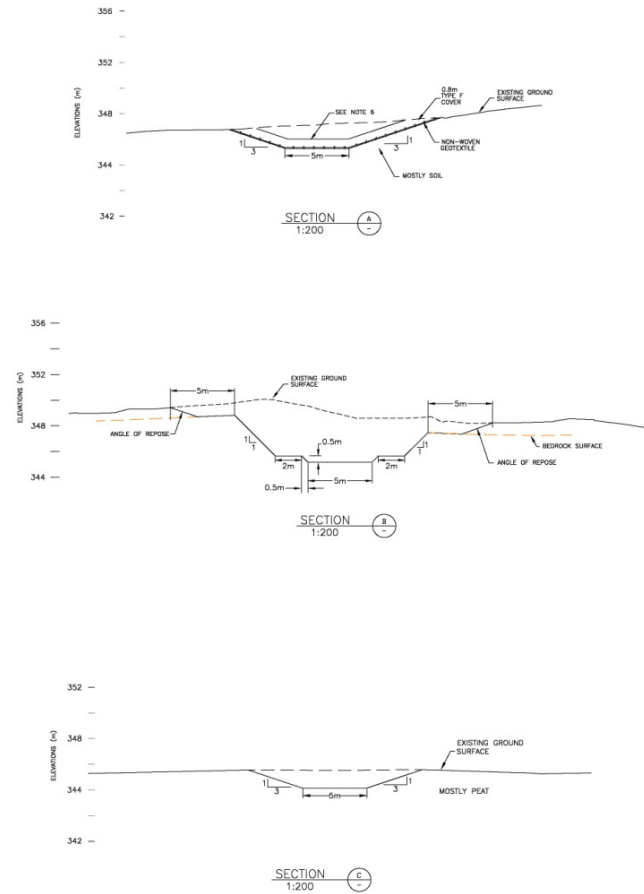 356
352
348
344
342
ELEVATIONS (m)
0.8m
TYPE F
COVER
EXISTING GROUND
SURFACE
SEE NOTE 6
1
3
5m
3
1
NON-WOVEN
GEOTEXTILE
MOSTLY SOIL
SECTION A
1:200 -
356
352
348
344
ELEVATIONS (m)
5m
EXISTING GROUND
SURFACE
5m
ANGLE OF REPOSE
1
1
0.5m
2m
5m
2m
0.5m
1
1
BEDROCK SURFACE
ANGLE OF REPOSE
SECTION B
1:200 -
352
348
344
342
ELEVATIONS (m)
EXISTING GROUND
SURFACE
1
3
5m
3
1
MOSTLY PEAT
SECTION C
1:200 -